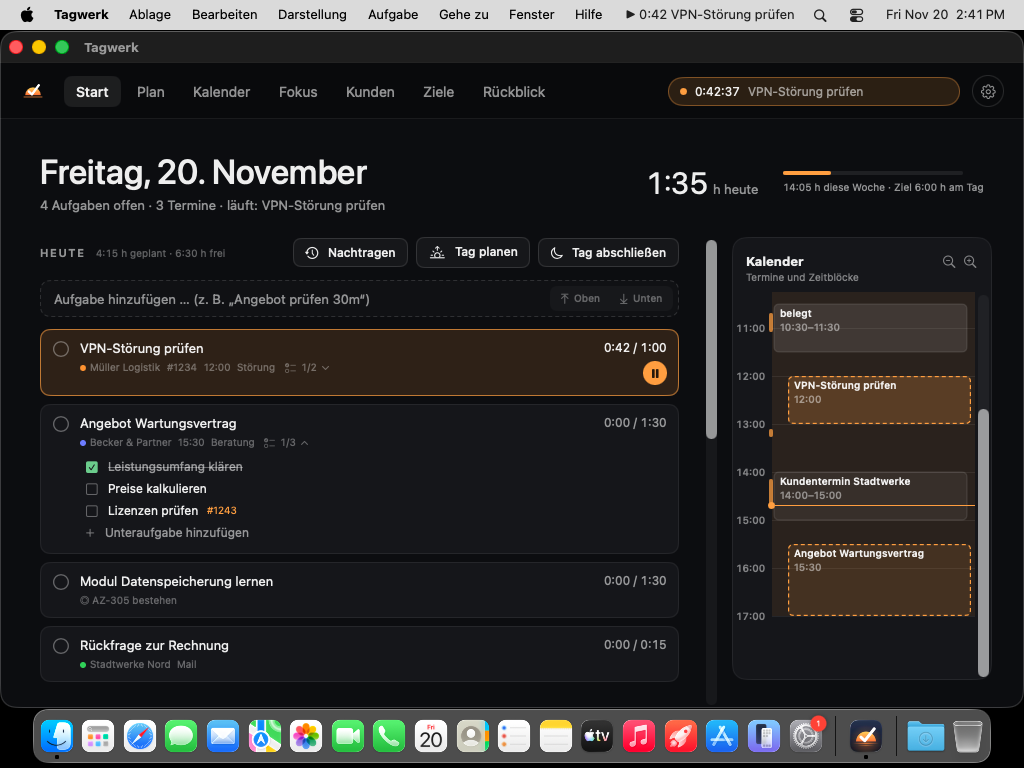 Tagwerk Ablage Bearbeiten Darstellung Aufgabe Gehe zu Fenster Hilfe ▶ 0:42 VPN-Störung prüfen Fri Nov 20 2:41 PM
Tagwerk
Start Plan Kalender Fokus Kunden Ziele Rückblick 0:42:37 VPN-Störung prüfen
Freitag, 20. November
4 Aufgaben offen · 3 Termine · läuft: VPN-Störung prüfen
1:35 h heute
14:05 h diese Woche · Ziel 6:00 h am Tag
HEUTE 4:15 h geplant · 6:30 h frei
Nachtragen Tag planen Tag abschließen
Aufgabe hinzufügen … (z. B. „Angebot prüfen 30m“) Oben Unten
VPN-Störung prüfen 0:42 / 1:00
Müller Logistik #1234 12:00 Störung 1/2
Angebot Wartungsvertrag 0:00 / 1:30
Becker & Partner 15:30 Beratung 1/3
Leistungsumfang klären
Preise kalkulieren
Lizenzen prüfen #1243
+ Unteraufgabe hinzufügen
Modul Datenspeicherung lernen 0:00 / 1:30
AZ-305 bestehen
Rückfrage zur Rechnung 0:00 / 0:15
Stadtwerke Nord Mail
Kalender
Termine und Zeitblöcke
belegt
10:30–11:30
11:00
12:00
VPN-Störung prüfen
12:00
13:00
14:00
Kundentermin Stadtwerke
14:00–15:00
15:00
Angebot Wartungsvertrag
15:30
16:00
17:00
Fri
20
tv
1